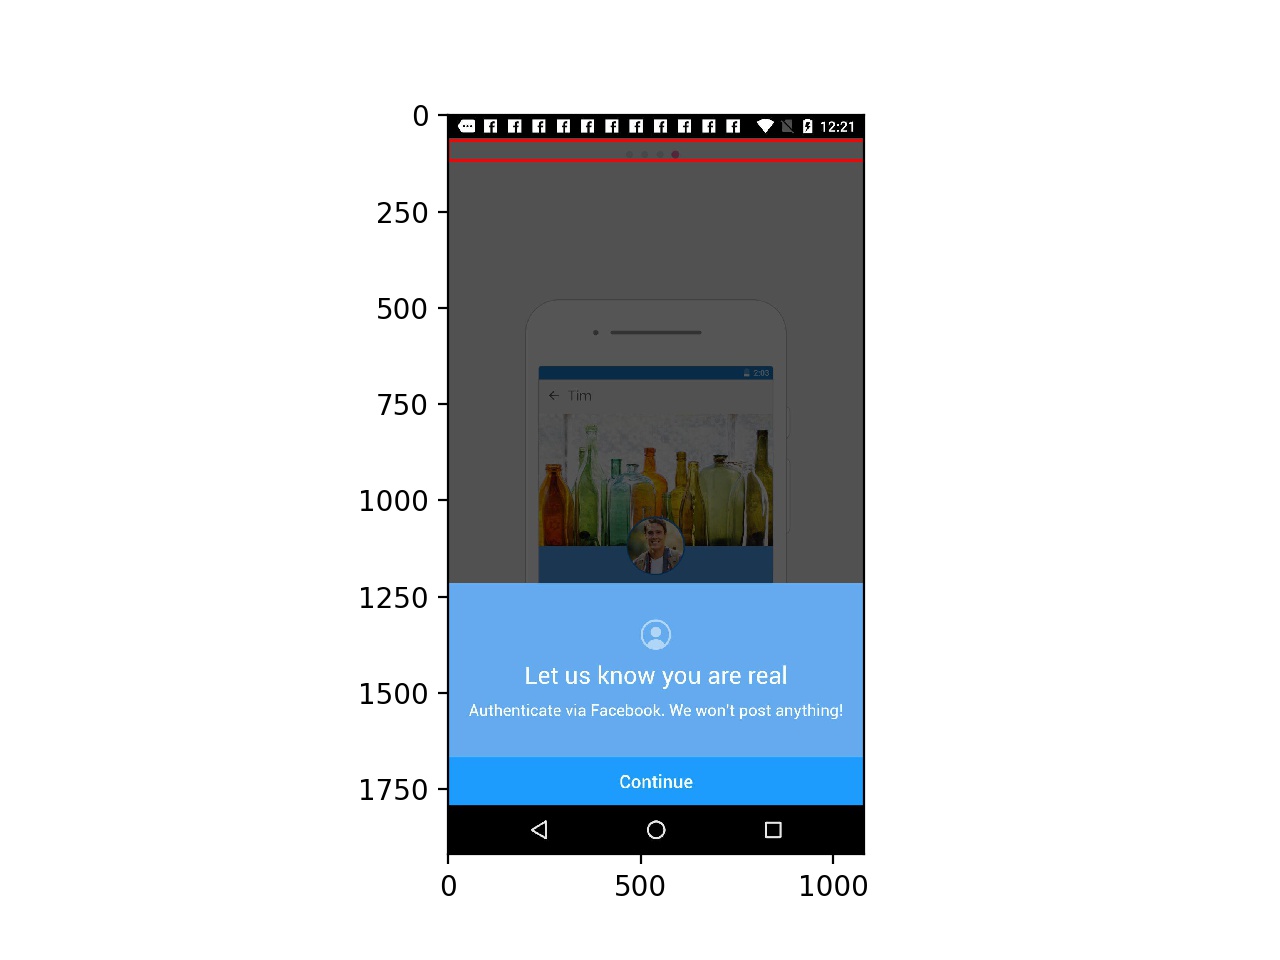 0
12:21
250
500
2:03
Tim
750
1000
1250
Let us know you are real
1500
Authenticate via Facebook. We won't post anything!
Continue
1750
0 500 1000